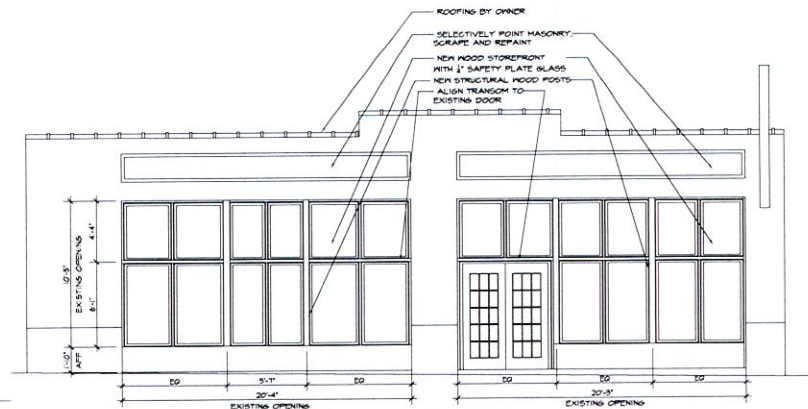 ROOFING BY OWNER
SELECTIVELY POINT MASONRY,
SCRAPE AND REPAINT
NEW WOOD STOREFRONT
WITH ¼" SAFETY PLATE GLASS
NEW STRUCTURAL WOOD POSTS
ALIGN TRANSOM TO
EXISTING DOOR
10'-5"
EXISTING OPENING
4'-4"
6'-1"
1'-0"
AFF
EQ
5'-7"
EQ
20'-4"
EXISTING OPENING
EQ
EQ
EQ
20'-5"
EXISTING OPENING